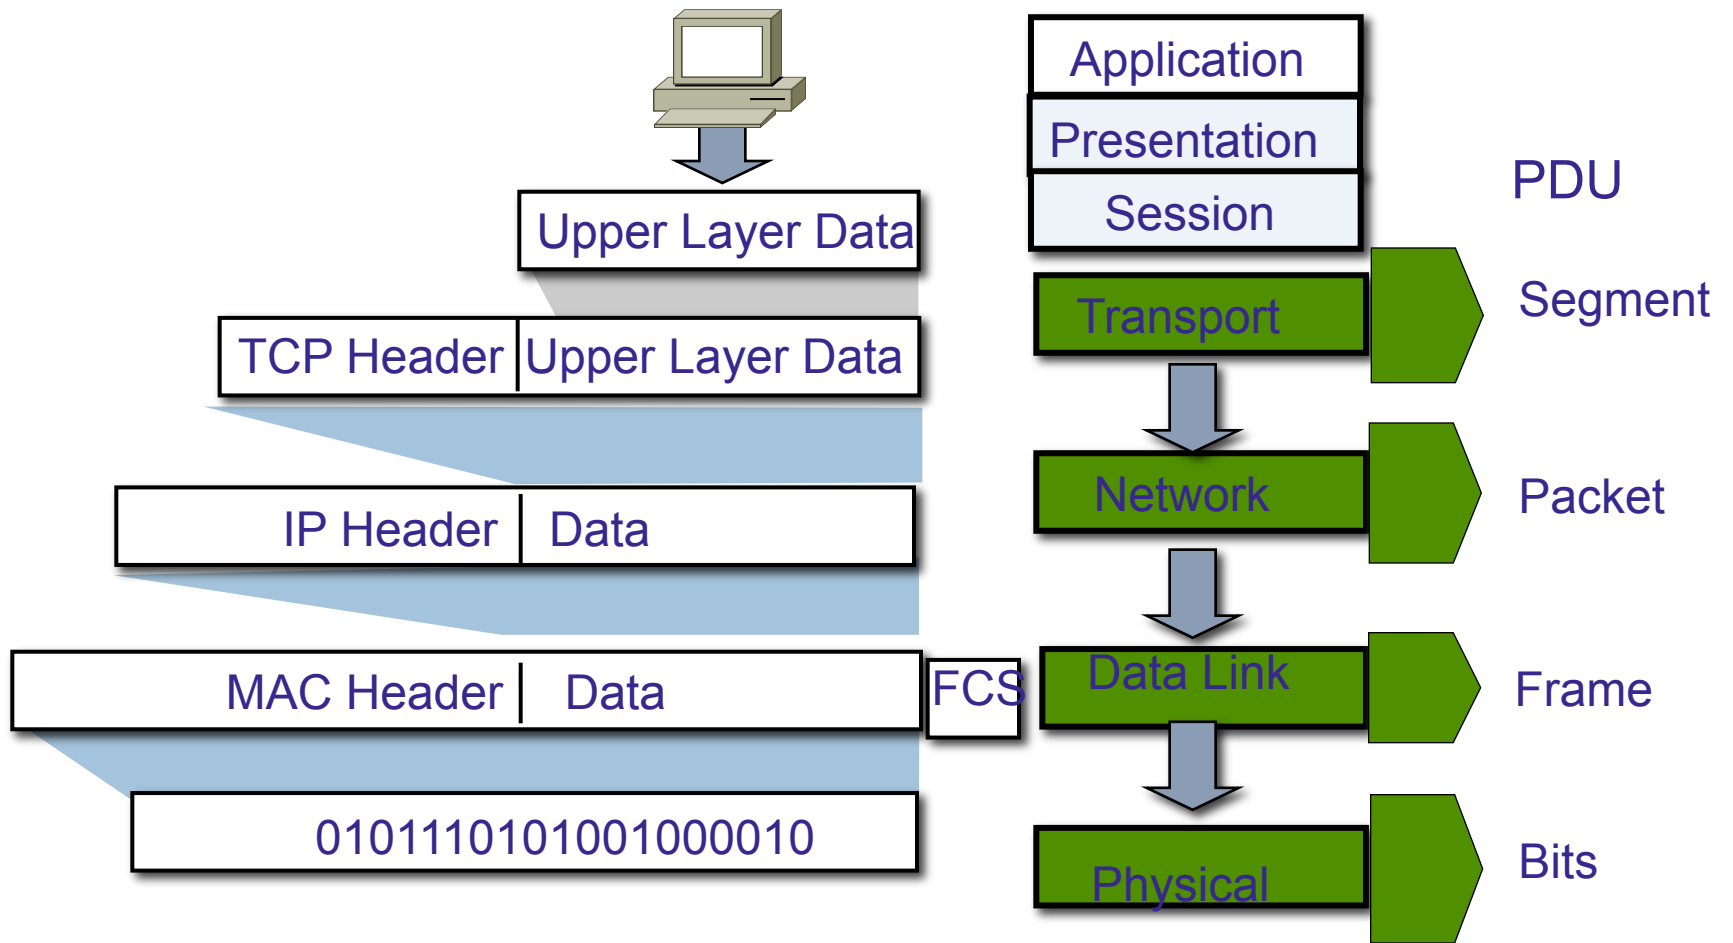 Application
Presentation
Session
PDU
Upper Layer Data
Transport
Segment
TCP Header Upper Layer Data
Network
Packet
IP Header Data
Data Link
Frame
MAC Header Data FCS
Physical
Bits
0101110101001000010